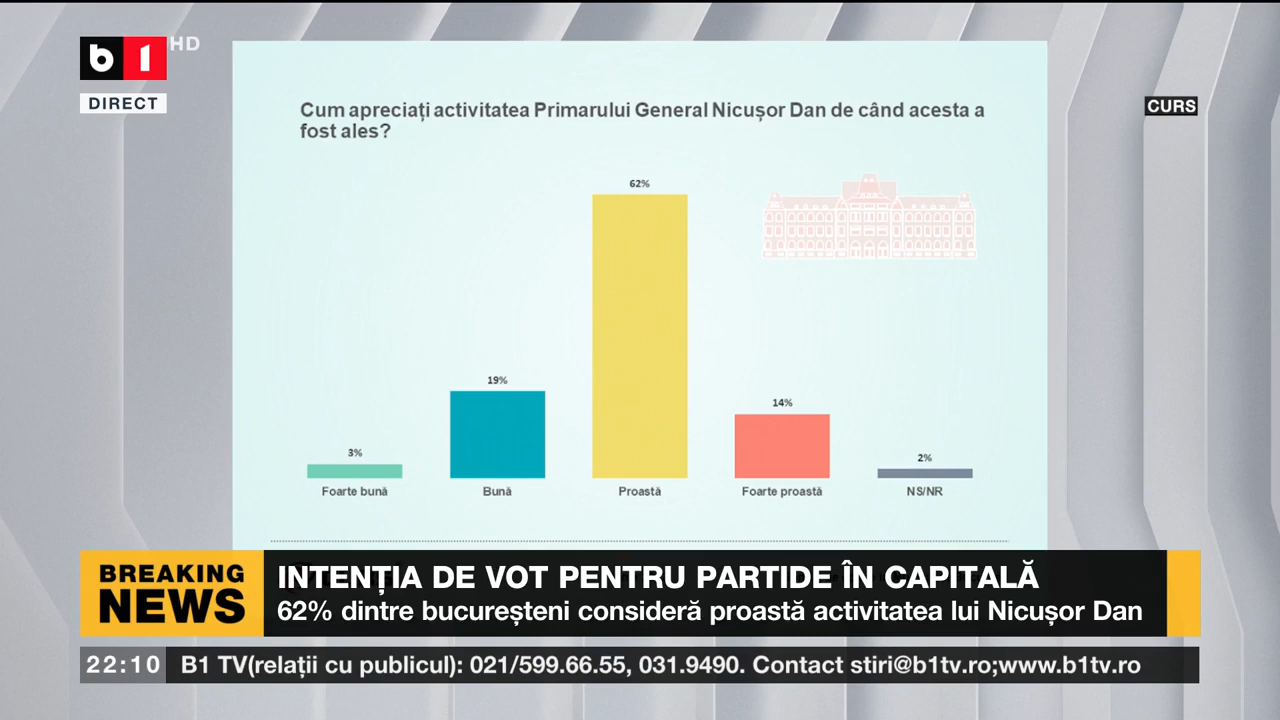 b1 HD
DIRECT
CURS
Cum apreciați activitatea Primarului General Nicușor Dan de când acesta a
fost ales?
62%
19%
14%
3%
2%
Foarte bună
Bună
Proastă
Foarte proastă
NS/NR
BREAKING
NEWS
INTENȚIA DE VOT PENTRU PARTIDE ÎN CAPITALĂ
62% dintre bucureșteni consideră proastă activitatea lui Nicușor Dan
22:10 B1 TV(relații cu publicul): 021/599.66.55, 031.9490. Contact stiri@b1tv.ro;www.b1tv.ro